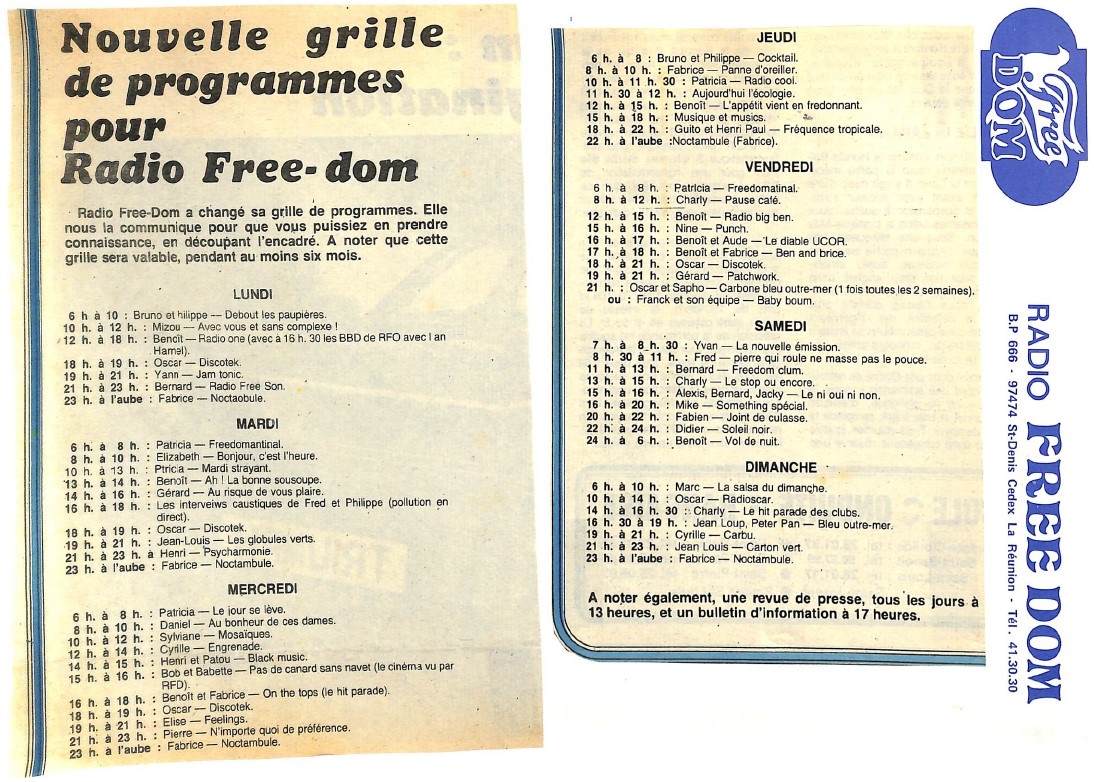 Nouvelle grille
de programmes
pour
Radio Free-dom
Radio Free-Dom a changé sa grille de programmes. Elle
nous la communique pour que vous puissiez en prendre
connaissance, en découpant l'encadré. A noter que cette
grille sera valable, pendant au moins six mois.
LUNDI
6 h à 10 : Bruno et hilippe — Debout les paupières.
10 h. à 12 h. : Mizou — Avec vous et sans complexe !
12 h. à 18 h. : Benoît — Radio one (avec à 16 h. 30 les BBD de RFO avec l an
Hamel).
18 h. à 19 h. : Oscar — Discotek.
19 h. à 21 h. : Yann — Jam tonic.
21 h. à 23 h. : Bernard — Radio Free Son.
23 h. à l'aube : Fabrice — Noctaobule.
MARDI
6 h. à 8 h. : Patricia — Freedomantinal.
8 h. à 10 h. : Elizabeth — Bonjour, c'est l'heure.
10 h. à 13 h. : Ptricia — Mardi strayant.
13 h. à 14 h. : Benoît — Ah ! La bonne sousoupe.
14 h. à 16 h. : Gérard — Au risque de vous plaire.
16 h. à 18 h. : Les interveiws caustiques de Fred et Philippe (pollution en
direct).
18 h. à 19 h. : Oscar — Discotek.
19 h. à 21 h. : Jean-Louis — Les globules verts.
21 h. à 23 h. à Henri — Psycharmonie.
23 h. à l'aube : Fabrice — Noctambule.
MERCREDI
6 h. à 8 h. : Patricia — Le jour se lève.
8 h. à 10 h. : Daniel — Au bonheur de ces dames.
10 h. à 12 h. : Sylviane — Mosaïques.
12 h. à 14 h. : Cyrille — Engrenade.
14 h. à 15 h. : Henri et Patou — Black music.
15 h. à 16 h. : Bob et Babette — Pas de canard sans navet (le cinéma vu par
RFD).
16 h. à 18 h. : Benoît et Fabrice — On the tops (le hit parade).
18 h. à 19 h. : Oscar — Discotek.
19 h. à 21 h. : Elise — Feelings.
21 h. à 23 h. : Pierre — N'importe quoi de préférence.
23 h. à l'aube : Fabrice — Noctambule.
JEUDI
6 h. à 8 : Bruno et Philippe — Cocktail.
8 h. à 10 h. : Fabrice — Panne d'oreiller.
10 h. à 11 h. 30 : Patricia — Radio cool.
11 h. 30 à 12 h. : Aujourd'hui l'écologie.
12 h. à 15 h. : Benoît — L'appétit vient en fredonnant.
15 h. à 18 h. : Musique et musics.
18 h. à 22 h. : Guito et Henri Paul — Fréquence tropicale.
22 h. à l'aube :Noctambule (Fabrice).
VENDREDI
6 h. à 8 h. : Patricia — Freedomatinal.
8 h. à 12 h. : Charly — Pause café.
12 h. à 15 h. : Benoît — Radio big ben.
15 h. à 16 h. : Nine — Punch.
16 h. à 17 h. : Benoît et Aude — Le diable UCOR.
17 h. à 18 h. : Benoît et Fabrice — Ben and brice.
18 h. à 21 h. : Oscar — Discotek.
19 h. à 21 h. : Gérard — Patchwork.
21 h. : Oscar et Sapho — Carbone bleu outre-mer (1 fois toutes les 2 semaines).
ou : Franck et son équipe — Baby boum.
SAMEDI
7 h. à 8 h. 30 : Yvan — La nouvelle émission.
8 h. 30 à 11 h. : Fred — pierre qui roule ne masse pas le pouce.
11 h. à 13 h. : Bernard — Freedom clum.
13 h. à 15 h. : Charly — Le stop ou encore.
15 h. à 16 h. : Alexis, Bernard, Jacky — Le ni oui ni non.
16 h. à 20 h. : Mike — Something spécial.
20 h. à 22 h. : Fabien — Joint de culasse.
22 h. à 24 h. : Didier — Soleil noir.
24 h. à 6 h. : Benoît — Vol de nuit.
DIMANCHE
6 h. à 10 h. : Marc — La salsa du dimanche.
10 h. à 14 h. : Oscar — Radioscar.
14 h. à 16 h. 30 : Charly — Le hit parade des clubs.
16 h. 30 à 19 h. : Jean Loup, Peter Pan — Bleu outre-mer.
19 h. à 21 h. : Cyrille — Carbu.
21 h. à 23 h. : Jean Louis — Carton vert.
23 h. à l'aube : Fabrice — Noctambule.
A noter également, une revue de presse, tous les jours à
13 heures, et un bulletin d'information à 17 heures.
Free
DOM
RADIO FREE DOM
B.P 666 - 97474 St-Denis Cedex La Réunion - Tél. 41.30.30